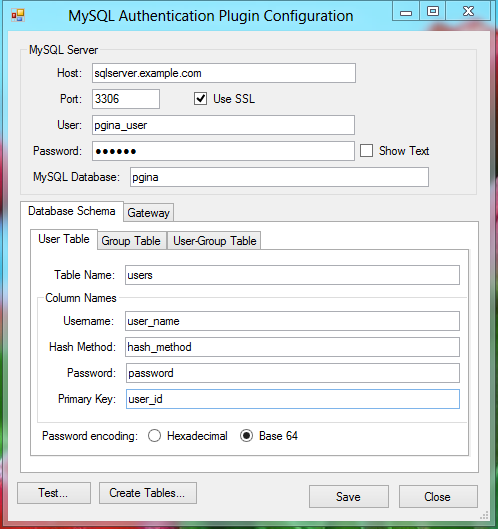 MySQL Authentication Plugin Configuration
MySQL Server
Host: sqlserver.example.com
Port: 3306 Use SSL
User: pgina_user
Password: ●●●●●● Show Text
MySQL Database: pgina
Database Schema Gateway
User Table Group Table User-Group Table
Table Name: users
Column Names
Username: user_name
Hash Method: hash_method
Password: password
Primary Key: user_id
Password encoding: Hexadecimal Base 64
Test... Create Tables... Save Close